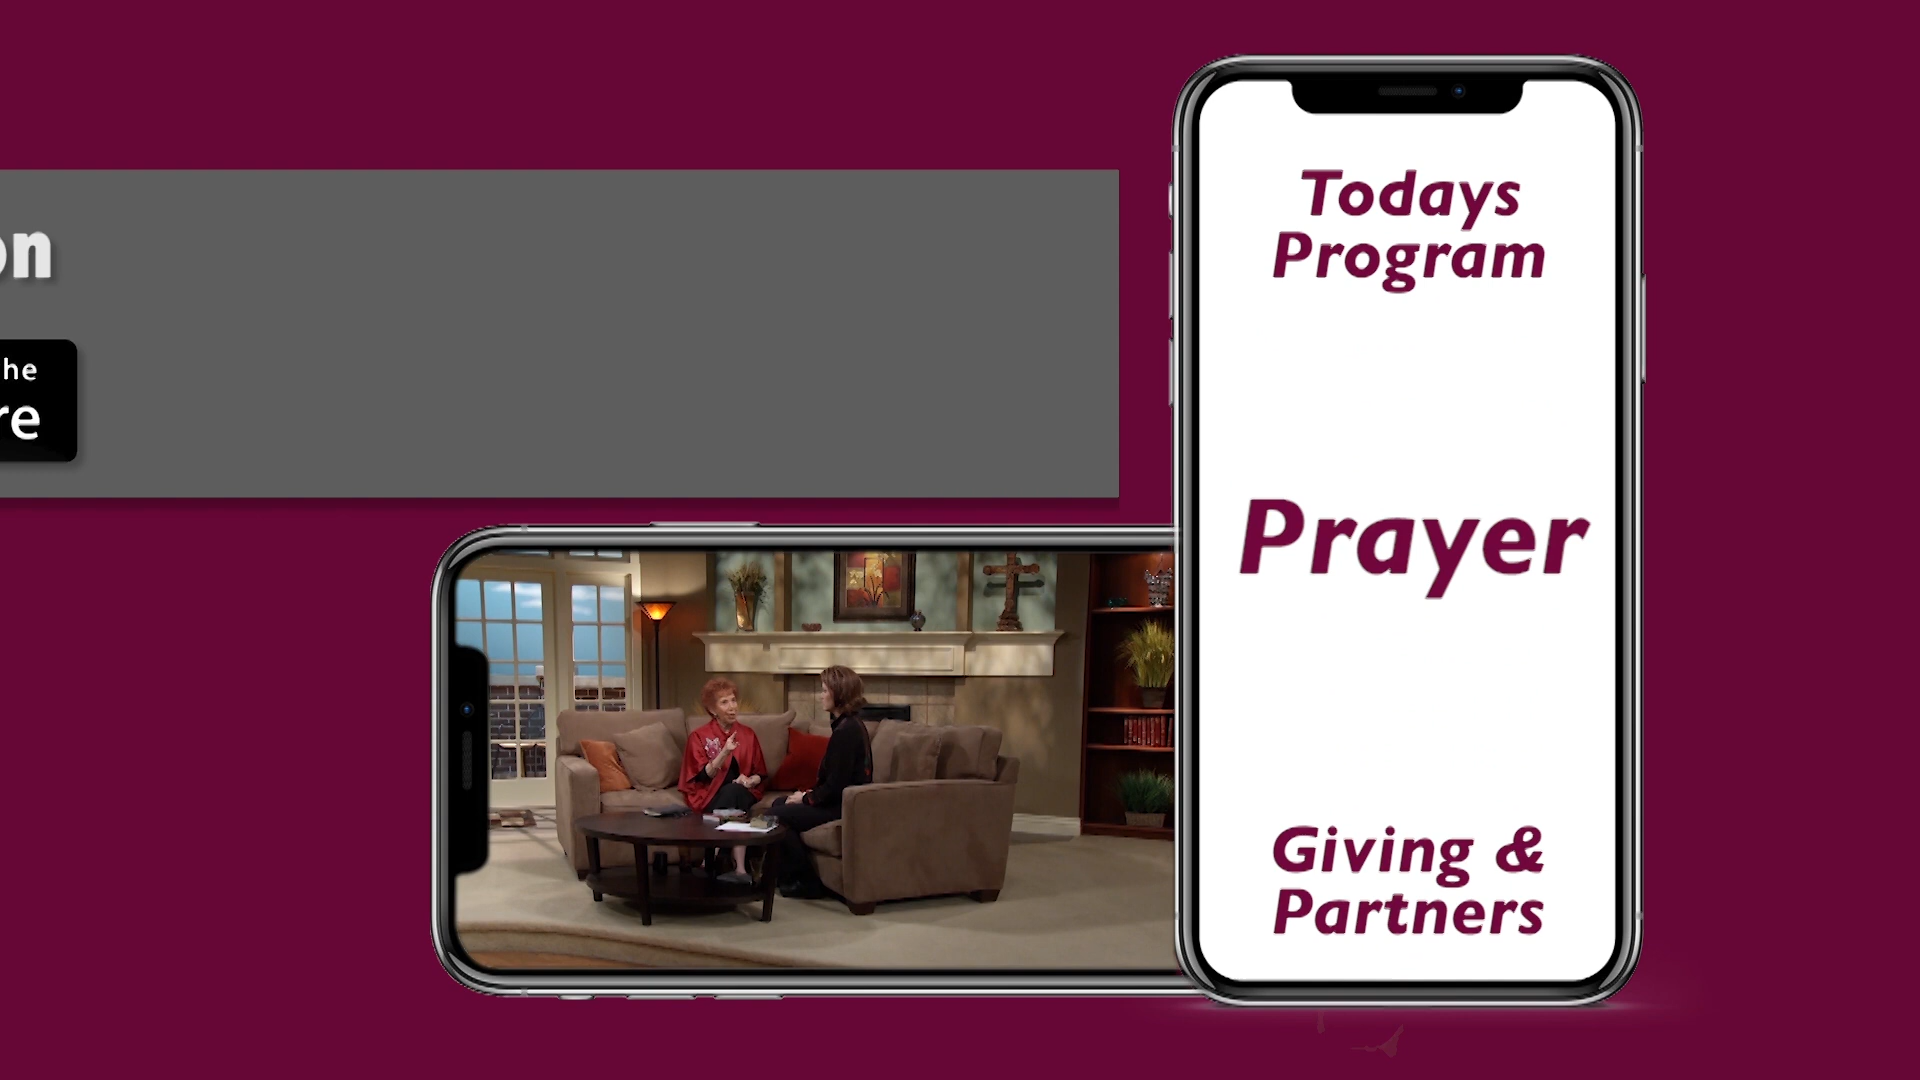 on
he
re
Todays
Program
Prayer
Giving &
Partners